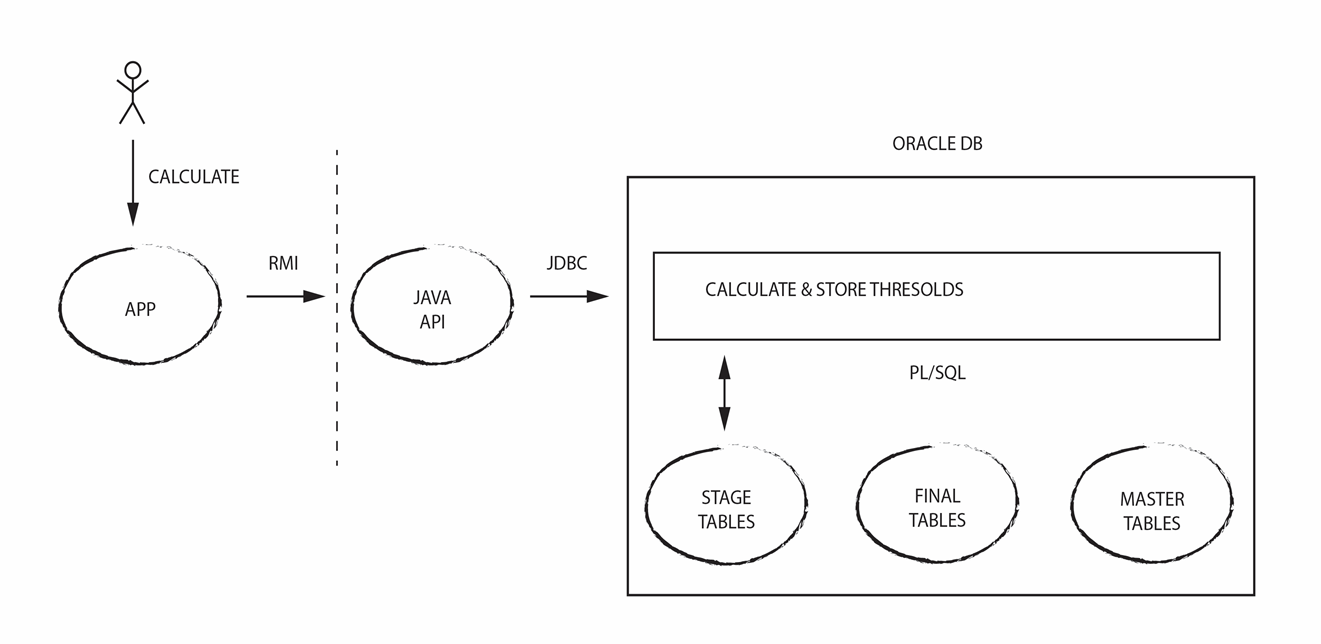 ORACLE DB
CALCULATE
RMI
JDBC
APP
JAVA
API
CALCULATE & STORE THRESOLDS
PL/SQL
STAGE
TABLES
FINAL
TABLES
MASTER
TABLES